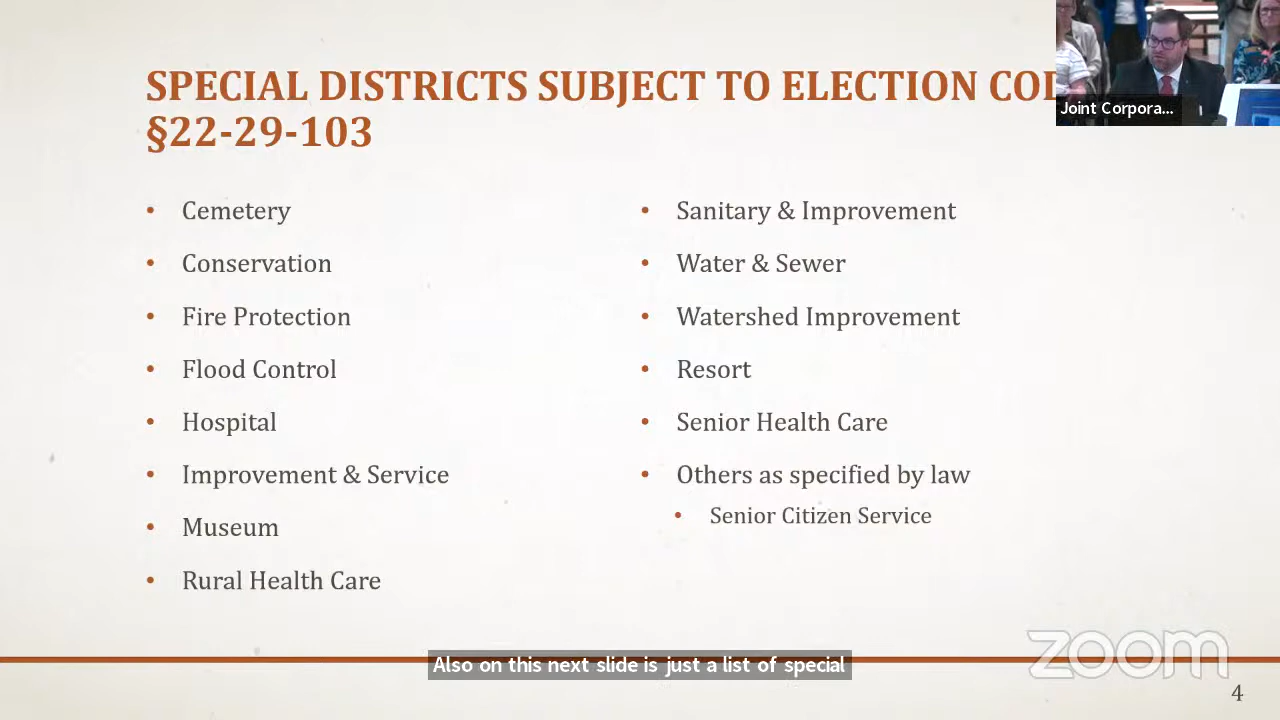 SPECIAL DISTRICTS SUBJECT TO ELECTION
§22-29-103
Cemetery
Conservation
Fire Protection
Flood Control
Hospital
Improvement & Service
Museum
Rural Health Care
Sanitary & Improvement
Water & Sewer
Watershed Improvement
Resort
Senior Health Care
Others as specified by law
Senior Citizen Service
Joint Corpora...
Also on this next slide is just a list of special
zoom
4